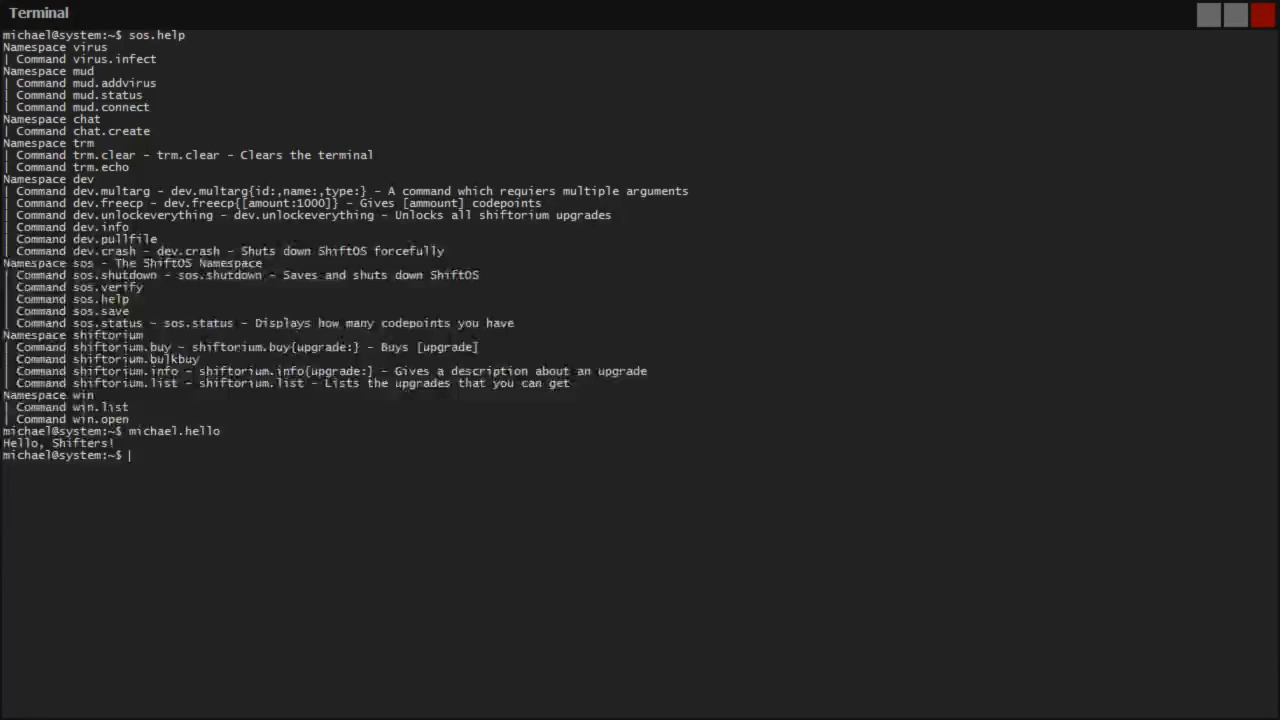 Terminal
michael@system:~$ sos.help
Namespace virus
| Command virus.infect
Namespace mud
| Command mud.addvirus
| Command mud.status
| Command mud.connect
Namespace chat
| Command chat.create
Namespace trm
| Command trm.clear - trm.clear - Clears the terminal
| Command trm.echo
Namespace dev
| Command dev.multarg - dev.multarg{id:,name:,type:} - A command which requiers multiple arguments
| Command dev.freecp - dev.freecp{[amount:1000]} - Gives [ammount] codepoints
| Command dev.unlockeverything - dev.unlockeverything - Unlocks all shiftorium upgrades
| Command dev.info
| Command dev.pullfile
| Command dev.crash - dev.crash - Shuts down ShiftOS forcefully
Namespace sos - The ShiftOS Namespace
| Command sos.shutdown - sos.shutdown - Saves and shuts down ShiftOS
| Command sos.verify
| Command sos.help
| Command sos.save
| Command sos.status - sos.status - Displays how many codepoints you have
Namespace shiftorium
| Command shiftorium.buy - shiftorium.buy{upgrade:} - Buys [upgrade]
| Command shiftorium.bulkbuy
| Command shiftorium.info - shiftorium.info{upgrade:} - Gives a description about an upgrade
| Command shiftorium.list - shiftorium.list - Lists the upgrades that you can get
Namespace win
| Command win.list
| Command win.open
michael@system:~$ michael.hello
Hello, Shifters!
michael@system:~$